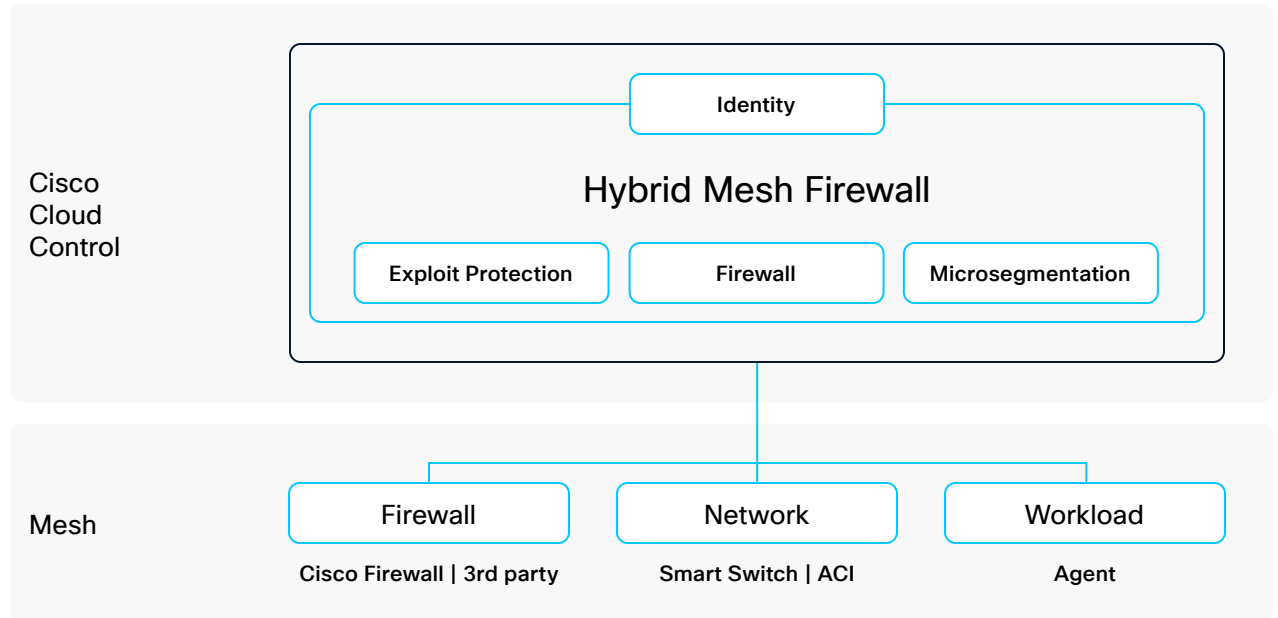 Cisco
Cloud
Control
Identity
Hybrid Mesh Firewall
Exploit Protection
Firewall
Microsegmentation
Mesh
Firewall
Network
Workload
Cisco Firewall | 3rd party
Smart Switch | ACI
Agent